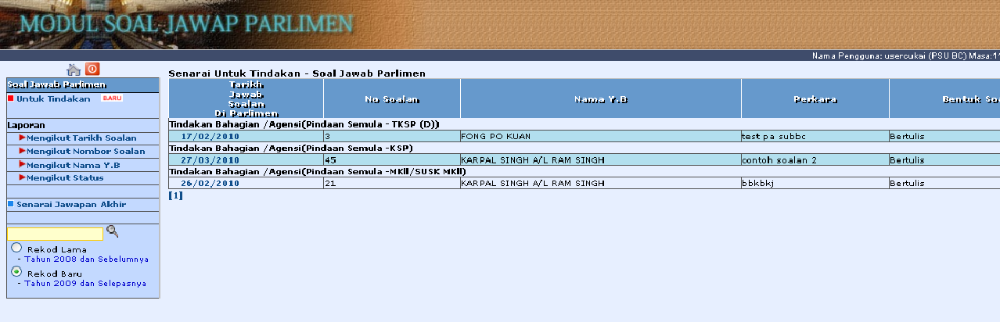 MODUL SOAL JAWAP PARLIMEN
Nama Pengguna: usercukai (PSU BC) Masa:11
Soal Jawab Parlimen
Untuk Tindakan BARU
Laporan
Mengikut Tarikh Soalan
Mengikut Nombor Soalan
Mengikut Nama Y.B
Mengikut Status
Senarai Jawapan Akhir
Rekod Lama
- Tahun 2008 dan Sebelumnya
Rekod Baru
- Tahun 2009 dan Selepasnya
Senarai Untuk Tindakan - Soal Jawab Parlimen
Tarikh
Jawab
Soalan
Di Parlimen
No Soalan Nama Y.B Perkara Bentuk Soa
Tindakan Bahagian /Agensi(Pindaan Semula - TKSP (D))
17/02/2010 3 FONG PO KUAN test pa subbc Bertulis
Tindakan Bahagian /Agensi(Pindaan Semula -KSP)
27/03/2010 45 KARPAL SINGH A/L RAM SINGH contoh soalan 2 Bertulis
Tindakan Bahagian /Agensi(Pindaan Semula -MKII/SUSK MKII)
26/02/2010 21 KARPAL SINGH A/L RAM SINGH bbkbkj Bertulis
[1]